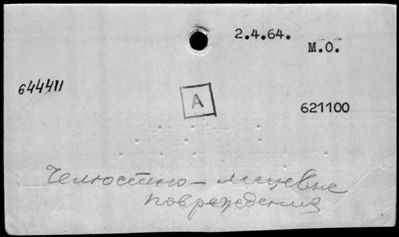 2.4.64.
М.О.
644411
А
621100
Челюстно-лицевые
повреждения